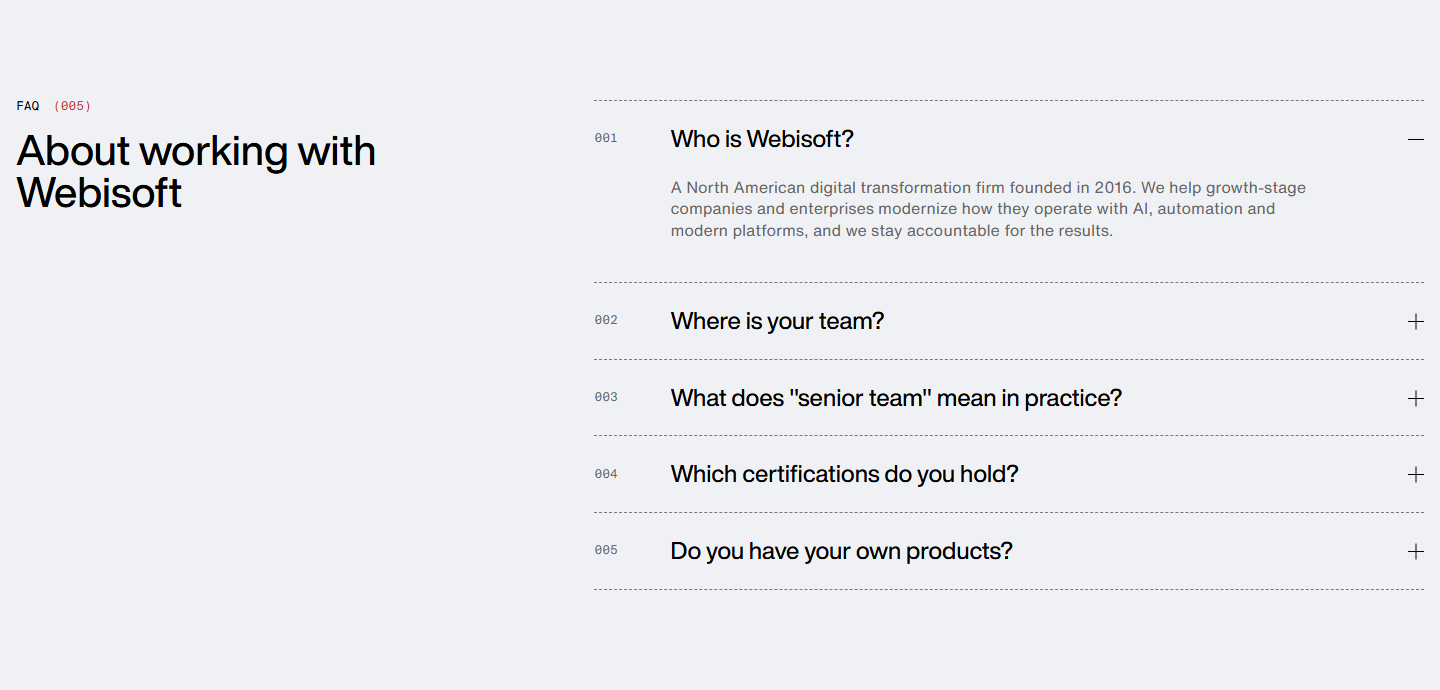 FAQ (005)
About working with
Webisoft
001 Who is Webisoft?
A North American digital transformation firm founded in 2016. We help growth-stage
companies and enterprises modernize how they operate with AI, automation and
modern platforms, and we stay accountable for the results.
002 Where is your team?
003 What does "senior team" mean in practice?
004 Which certifications do you hold?
005 Do you have your own products?